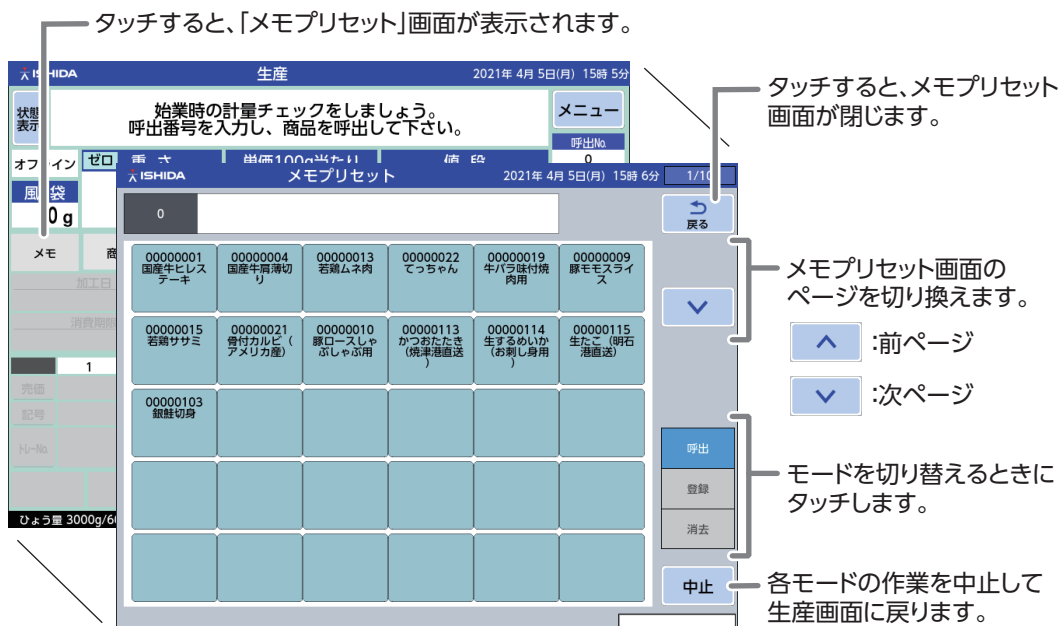 タッチすると、「メモプリセット」画面が表示されます。
ISHIDA 生産 2021年 4月 5日(月) 15時 5分
状態
表示
始業時の計量チェックをしましょう。
呼出番号を入力し、商品を呼出して下さい。
メニュー
呼出No.
0
オフライン ゼロ 重 さ 単価100g当たり 値 段
風袋
0 g
メモ 商
加工日
消費期限
1
売価
記号
トレーNo.
ひょう量 3000g/60
ISHIDA メモプリセット 2021年 4月 5日(月) 15時 6分 1/10
0
戻る
00000001
国産牛ヒレス
テーキ
00000004
国産牛肩薄切
り
00000013
若鶏ムネ肉
00000022
てっちゃん
00000019
牛バラ味付焼
肉用
00000009
豚モモスライ
ス
00000015
若鶏ササミ
00000021
骨付カルビ(
アメリカ産)
00000010
豚ロースしゃ
ぶしゃぶ用
00000113
かつおたたき
(焼津港直送
)
00000114
生するめいか
(お刺し身用
)
00000115
生たこ(明石
港直送)
00000103
銀鮭切身
呼出
登録
消去
中止
タッチすると、メモプリセット
画面が閉じます。
メモプリセット画面の
ページを切り換えます。
:前ページ
:次ページ
モードを切り替えるときに
タッチします。
各モードの作業を中止して
生産画面に戻ります。